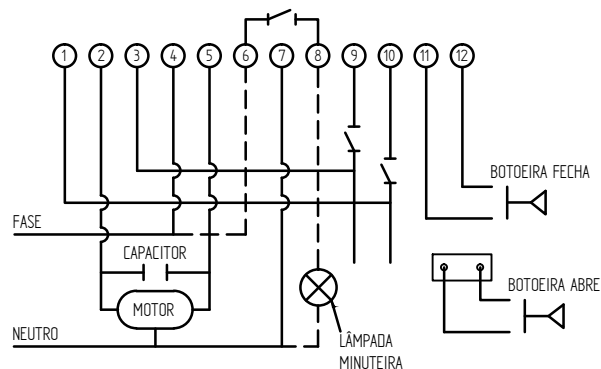 1 2 3 4 5 6 7 8 9 10 11 12
BOTOEIRA FECHA
FASE
CAPACITOR
BOTOEIRA ABRE
MOTOR
NEUTRO
LÂMPADA
MINUTEIRA